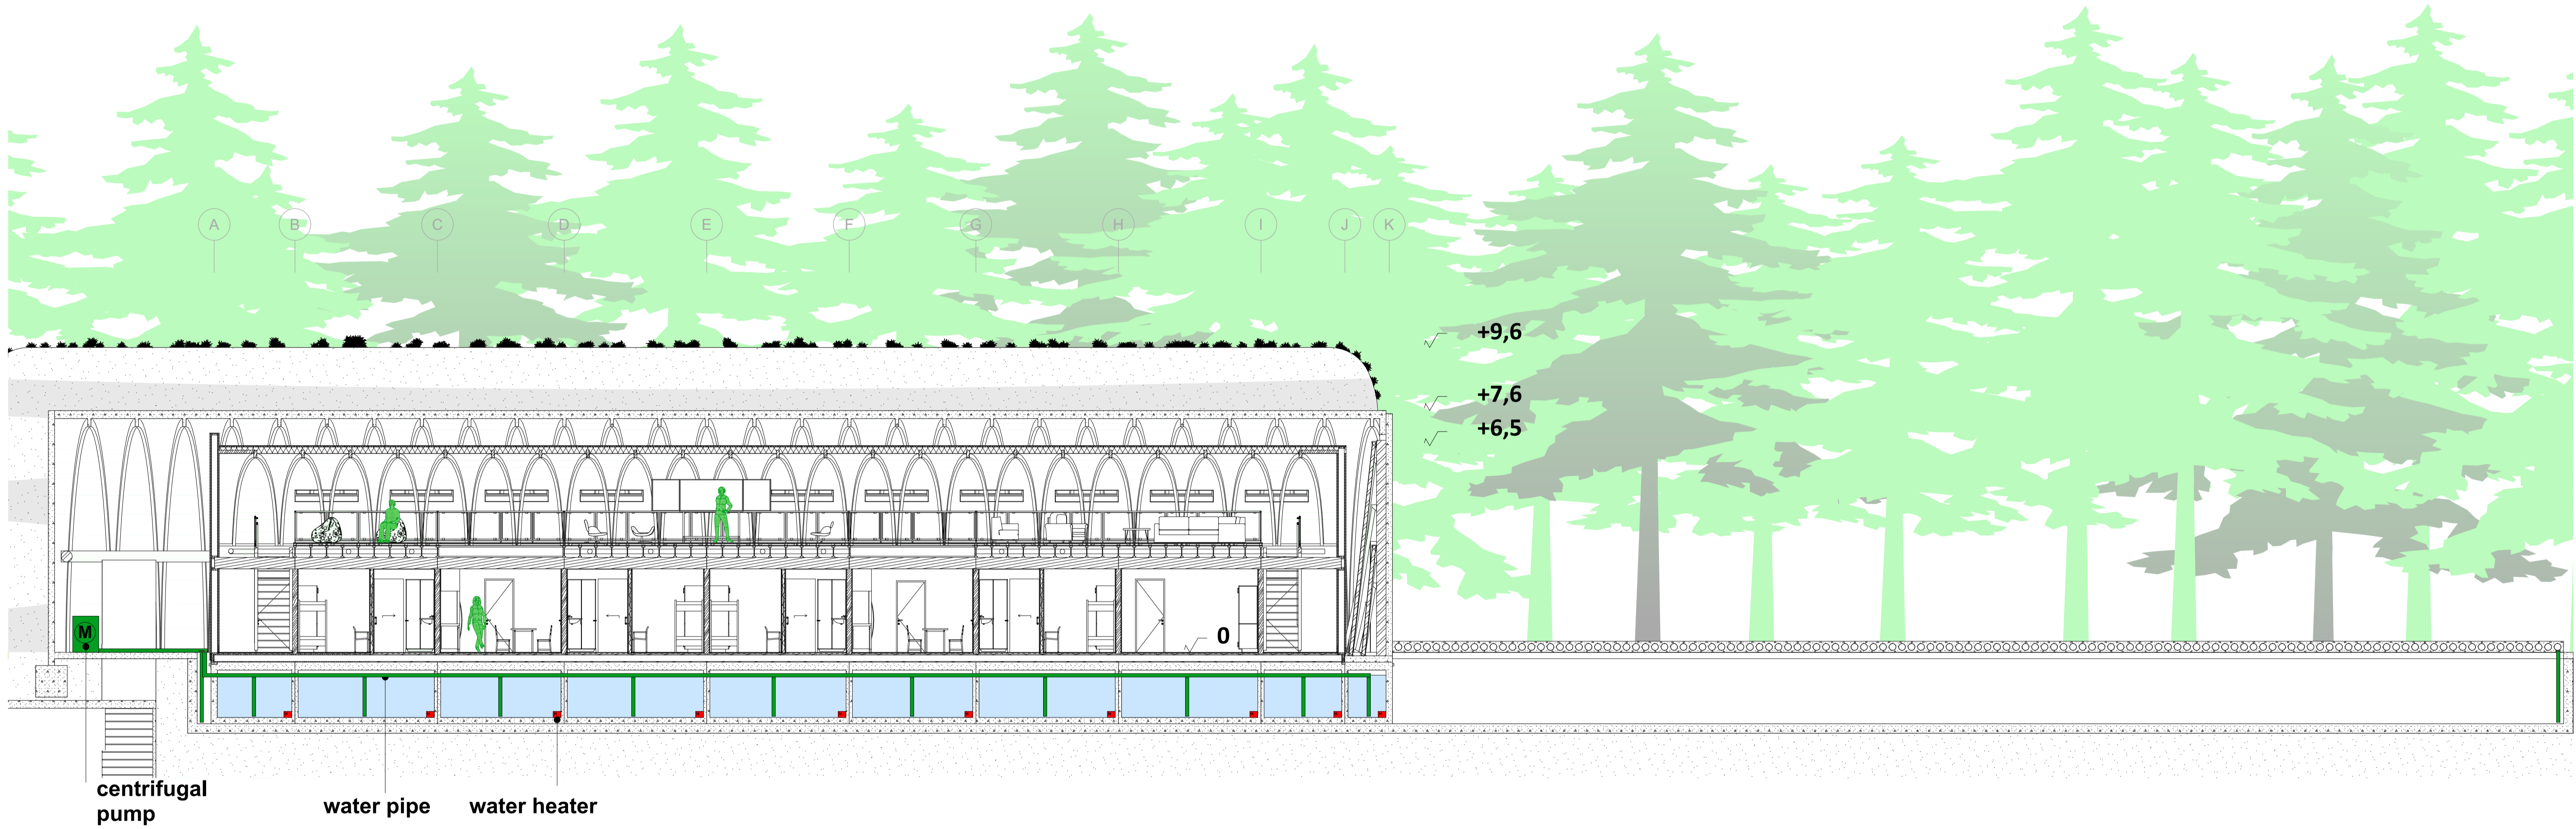 A B C D E F G H I J K
+9,6
+7,6
+6,5
M
0
centrifugal
pump
water pipe
water heater